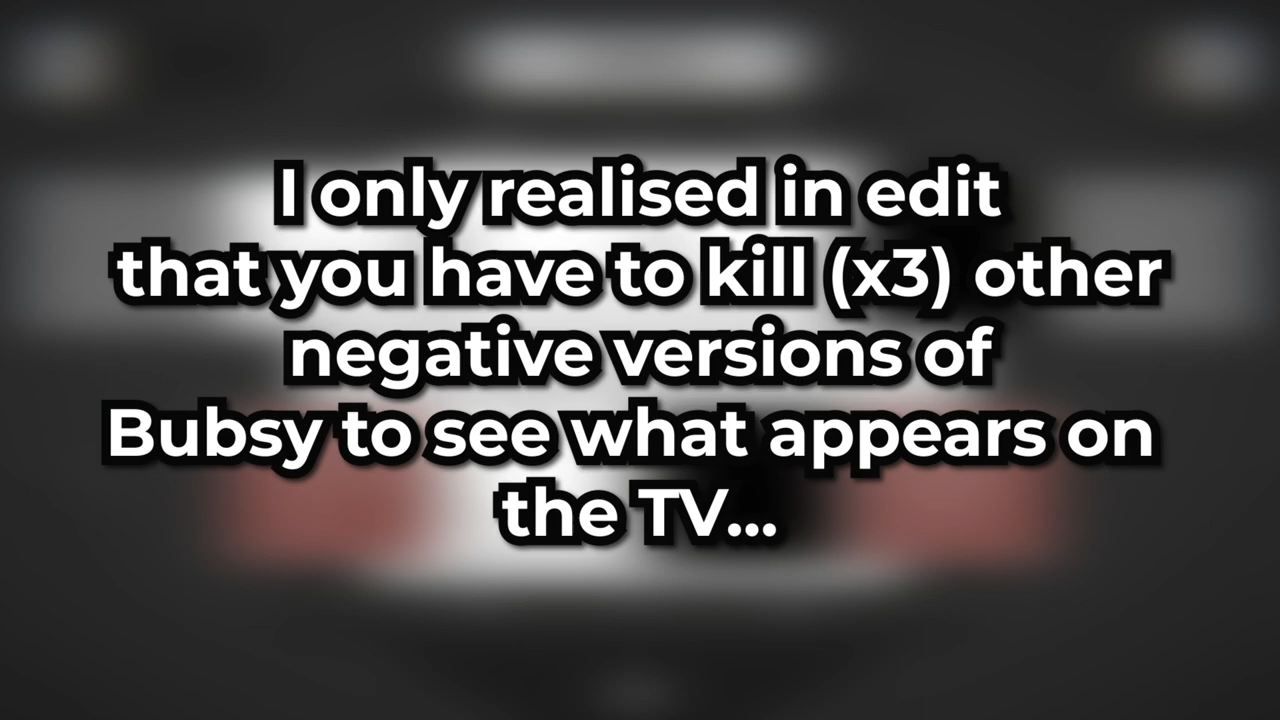 I only realised in edit
that you have to kill (x3) other
negative versions of
Bubsy to see what appears on
the TV...